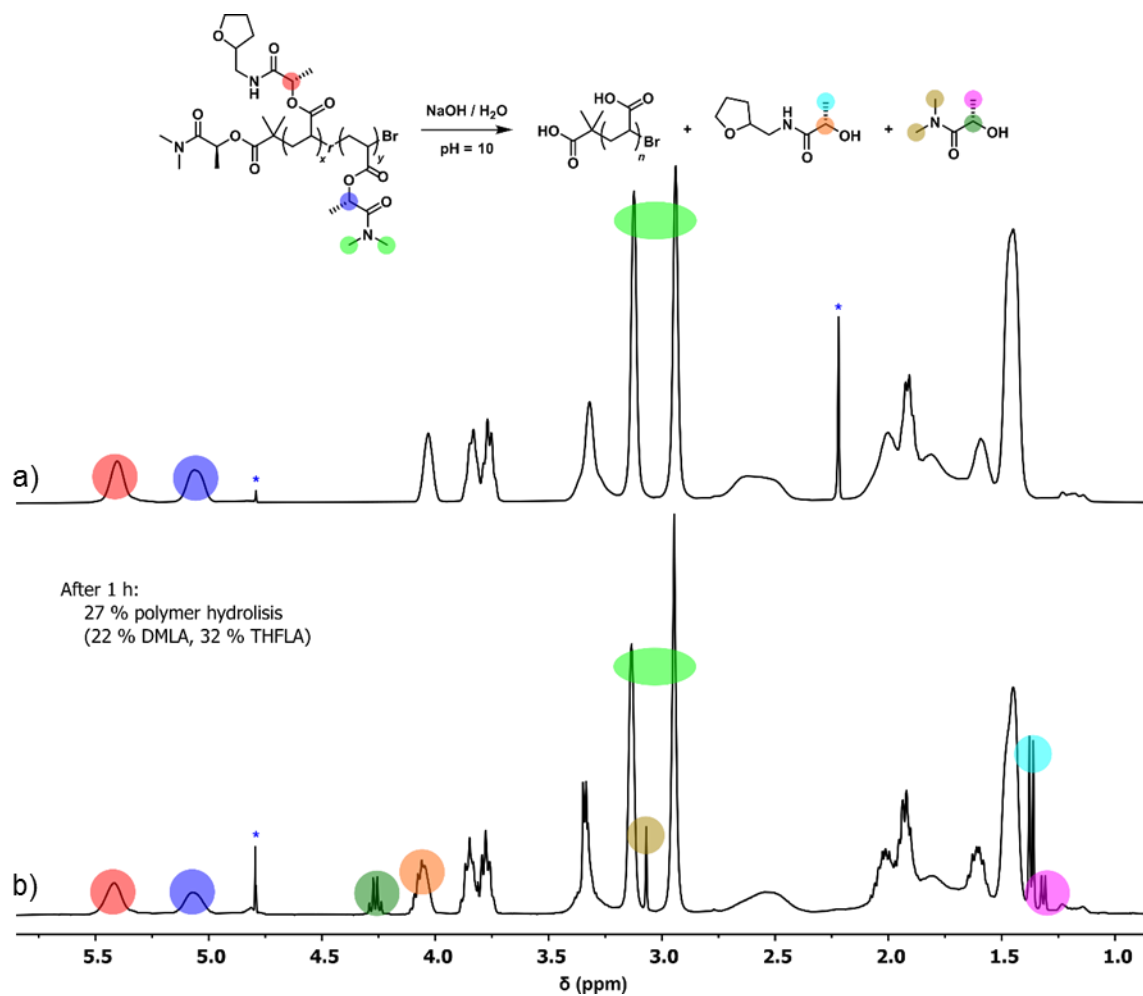 O
O
N
H
O
O
O
N
O
O
O
x
r
y
Br
O
O
O
N
NaOH / H₂O
pH = 10
HO
O
HO
O
n
Br
+
O
N
H
O
OH
+
N
O
OH
*
a)
*
After 1 h:
27 % polymer hydrolisis
(22 % DMLA, 32 % THFLA)
*
b)
5.5 5.0 4.5 4.0 3.5 3.0 2.5 2.0 1.5 1.0
δ (ppm)